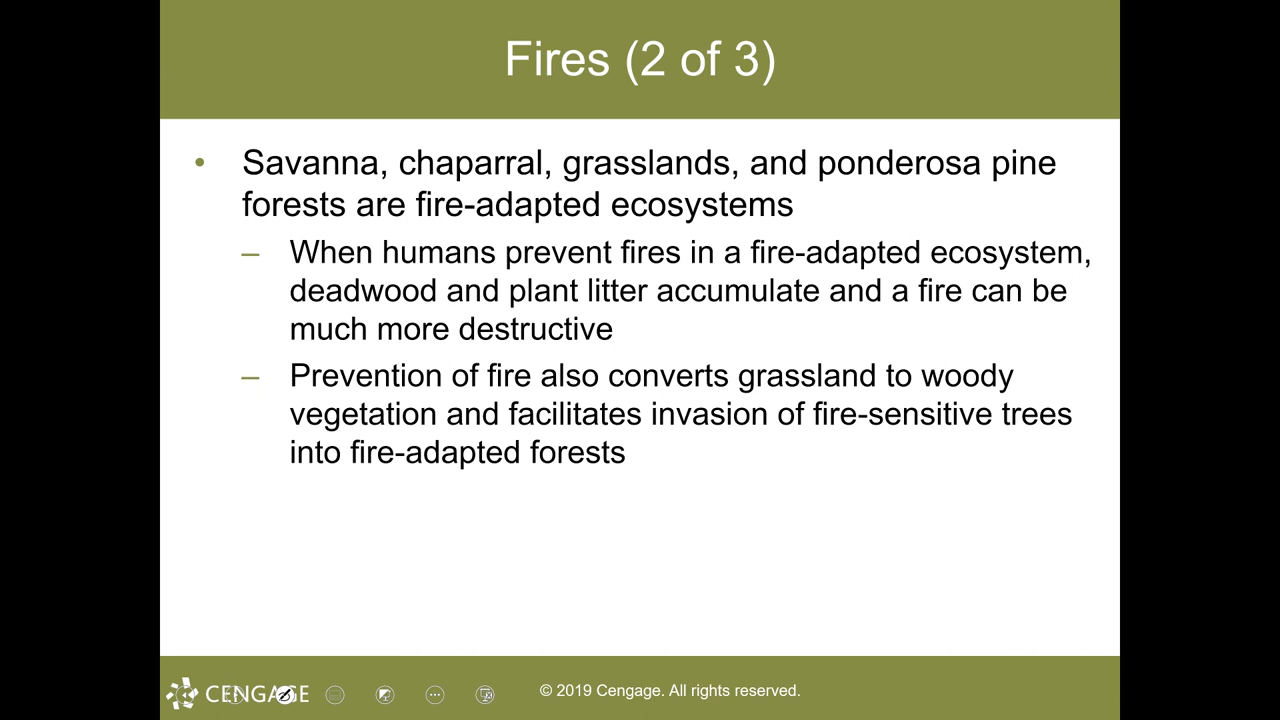 Fires (2 of 3)
• Savanna, chaparral, grasslands, and ponderosa pine
forests are fire-adapted ecosystems
– When humans prevent fires in a fire-adapted ecosystem,
deadwood and plant litter accumulate and a fire can be
much more destructive
– Prevention of fire also converts grassland to woody
vegetation and facilitates invasion of fire-sensitive trees
into fire-adapted forests
CENGAGE
© 2019 Cengage. All rights reserved.